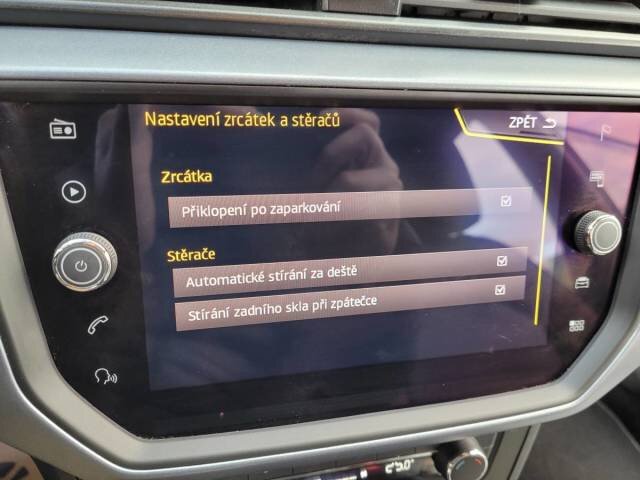 Nastavení zrcátek a stěračů
ZPĚT
Zrcátka
Přiklopení po zaparkování
Stěrače
Automatické stírání za deště
Stírání zadního skla při zpátečce